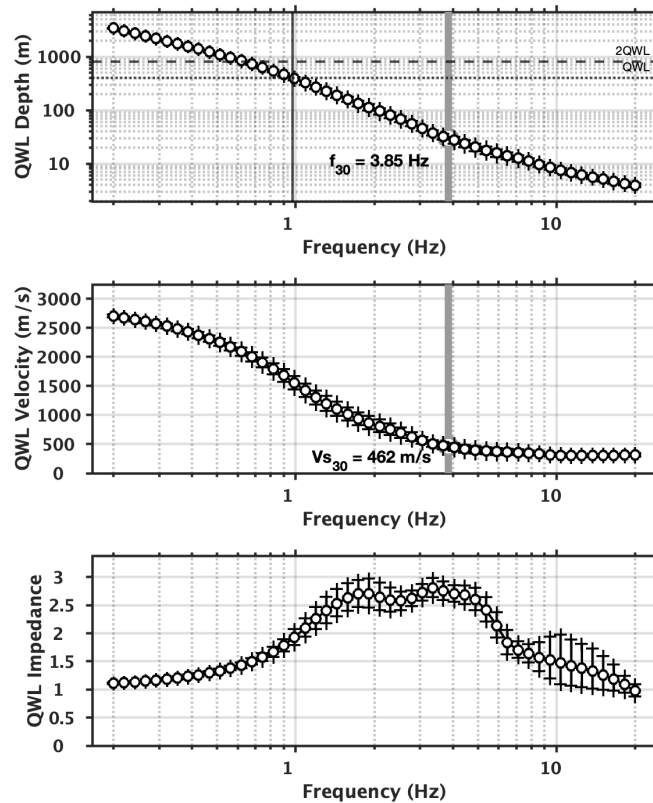 QWL Depth (m)
1000
100
10
2QWL
QWL
f30 = 3.85 Hz
1
10
Frequency (Hz)
QWL Velocity (m/s)
3000
2500
2000
1500
1000
500
0
Vs30 = 462 m/s
1
10
Frequency (Hz)
QWL Impedance
3
2.5
2
1.5
1
0.5
0
1
10
Frequency (Hz)